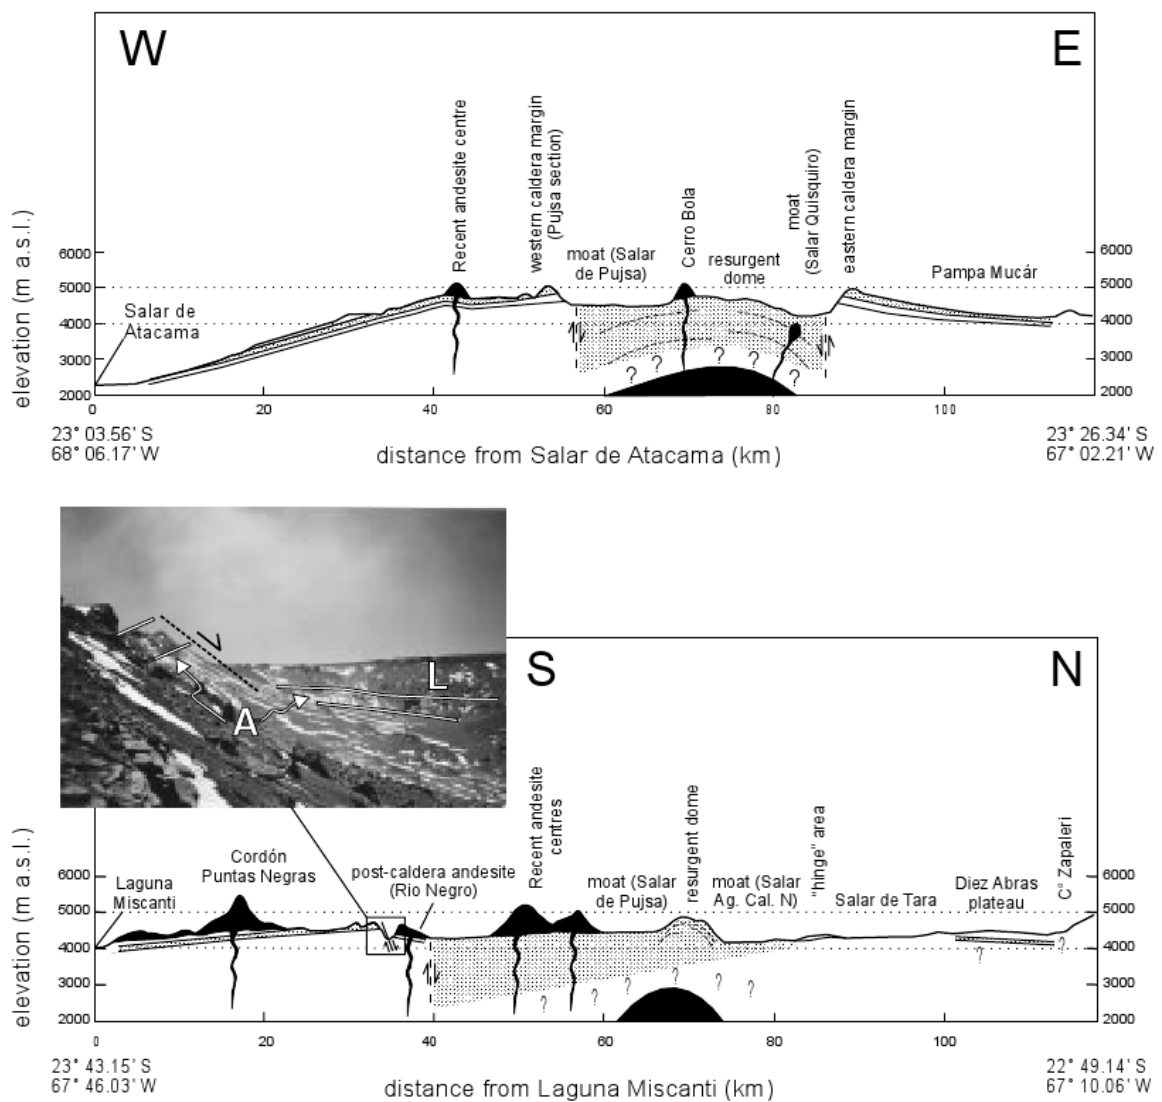 W
E
Recent andesite centre
western caldera margin
(Pujsa section)
moat (Salar
de Pujsa)
Cerro Bola
resurgent
dome
moat
(Salar Quisquiro)
eastern caldera margin
Pampa Mucár
Salar de
Atacama
elevation (m a.s.l.)
6000
5000
4000
3000
2000
6000
5000
4000
3000
2000
? ? ? ? ?
0 20 40 60 80 100
23° 03.56' S
68° 06.17' W
distance from Salar de Atacama (km)
23° 26.34' S
67° 02.21' W
L
A
S
N
Laguna
Miscanti
Cordón
Puntas Negras
post-caldera andesite
(Rio Negro)
Recent andesite
centres
moat (Salar
de Pujsa)
resurgent dome
moat (Salar
Ag. Cal. N)
"hinge" area
Salar de Tara
Diez Abras
plateau
C° Zapaleri
elevation (m a.s.l.)
6000
5000
4000
3000
2000
6000
5000
4000
3000
2000
? ? ? ? ? ? ? ?
0 20 40 60 80 100
23° 43.15' S
67° 46.03' W
distance from Laguna Miscanti (km)
22° 49.14' S
67° 10.06' W